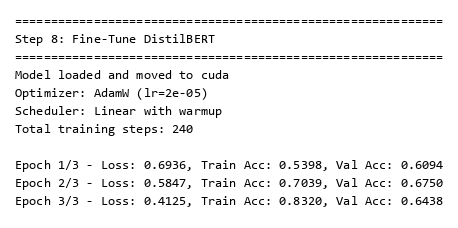 ============================================================
Step 8: Fine-Tune DistilBERT
============================================================
Model loaded and moved to cuda
Optimizer: AdamW (lr=2e-05)
Scheduler: Linear with warmup
Total training steps: 240
Epoch 1/3 - Loss: 0.6936, Train Acc: 0.5398, Val Acc: 0.6094
Epoch 2/3 - Loss: 0.5847, Train Acc: 0.7039, Val Acc: 0.6750
Epoch 3/3 - Loss: 0.4125, Train Acc: 0.8320, Val Acc: 0.6438